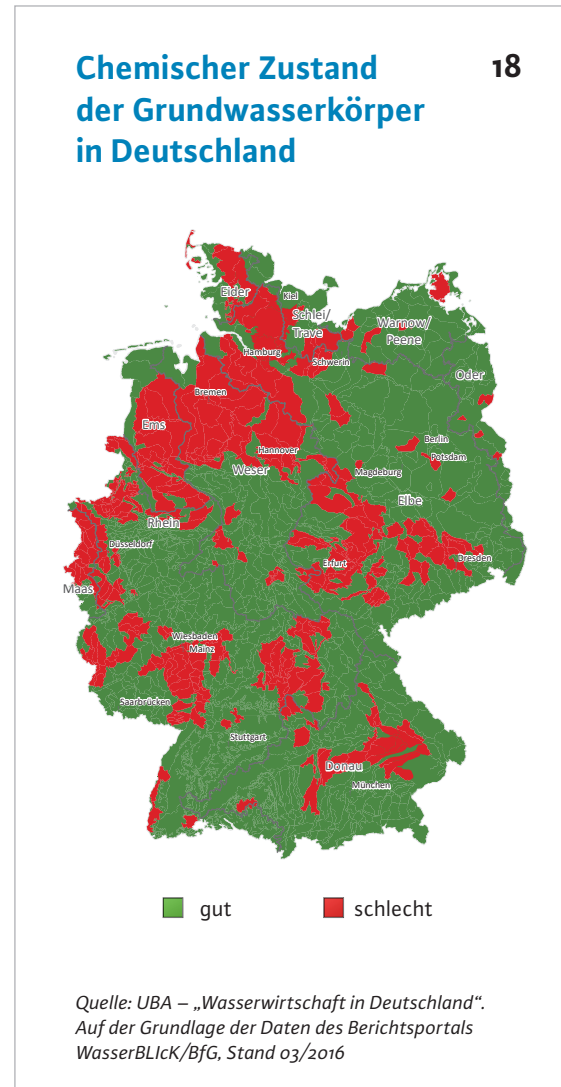 Chemischer Zustand
der Grundwasserkörper
in Deutschland
18
Eider
Kiel
Schlei/
Trave
Warnow/
Peene
Hamburg
Schwerin
Oder
Bremen
Ems
Berlin
Hannover
Potsdam
Weser
Magdeburg
Elbe
Rhein
Düsseldorf
Erfurt
Dresden
Maas
Wiesbaden
Mainz
Saarbrücken
Stuttgart
Donau
München
gut
schlecht
Quelle: UBA – „Wasserwirtschaft in Deutschland“.
Auf der Grundlage der Daten des Berichtsportals
WasserBLIcK/BfG, Stand 03/2016